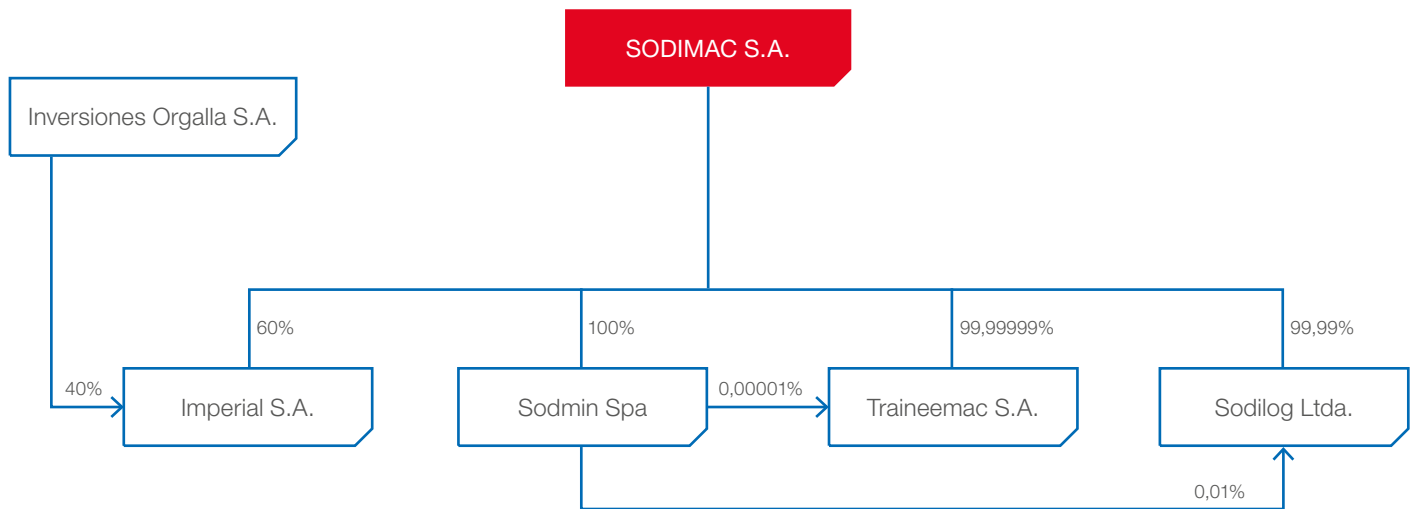 SODIMAC S.A.
Inversiones Orgalla S.A.
60%
100%
99,99999%
99,99%
40%
Imperial S.A.
Sodmin Spa
0,00001%
Traineemac S.A.
Sodilog Ltda.
0,01%